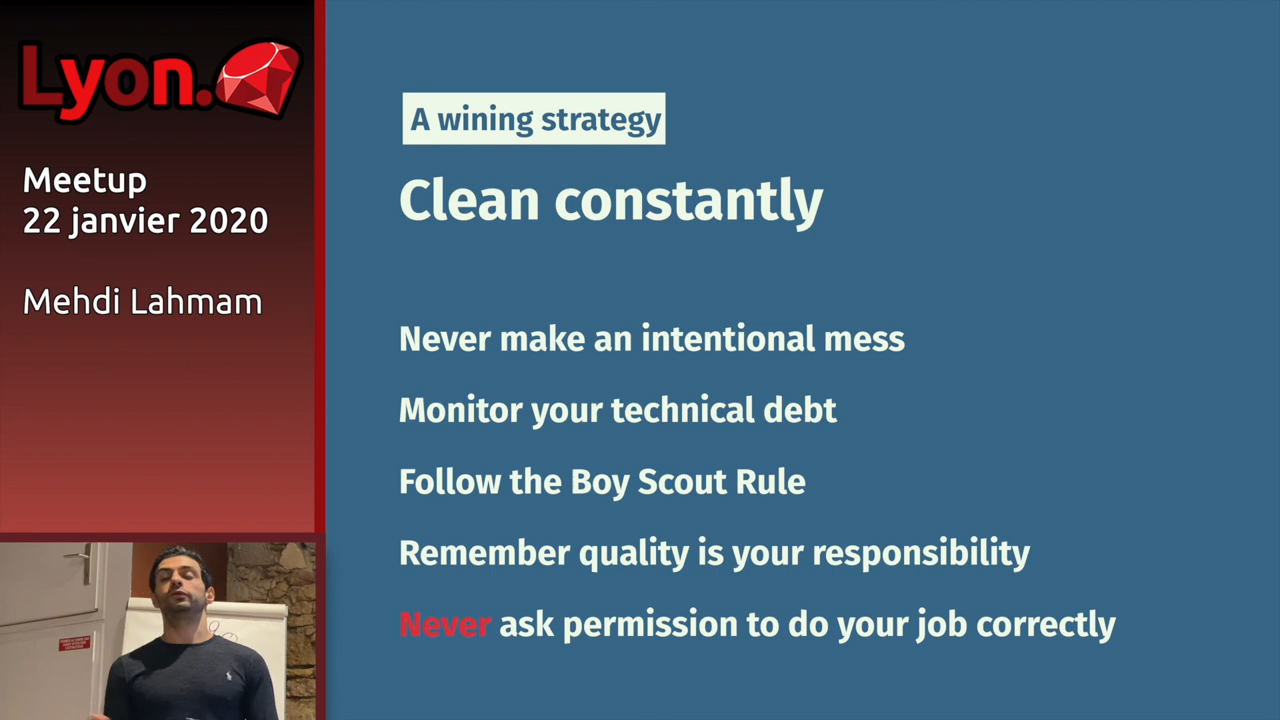 Lyon.
Meetup
22 janvier 2020
Mehdi Lahmam
A wining strategy
Clean constantly
Never make an intentional mess
Monitor your technical debt
Follow the Boy Scout Rule
Remember quality is your responsibility
Never ask permission to do your job correctly